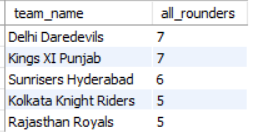 team_name all_rounders
Delhi Daredevils 7
Kings XI Punjab 7
Sunrisers Hyderabad 6
Kolkata Knight Riders 5
Rajasthan Royals 5